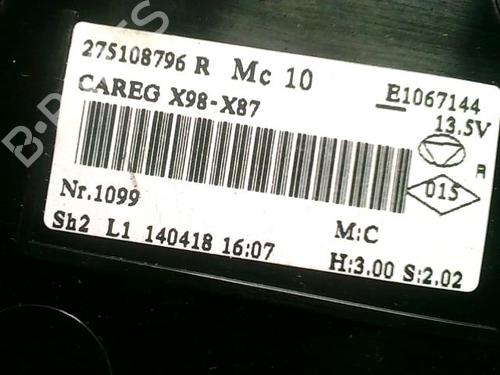 275108796 R Mc 10
E1067144
CAREG X98-X87
13.5V
R
015
Nr.1099
M:C
Sh2 L1 140418 16:07
H:3.00 S:2.02